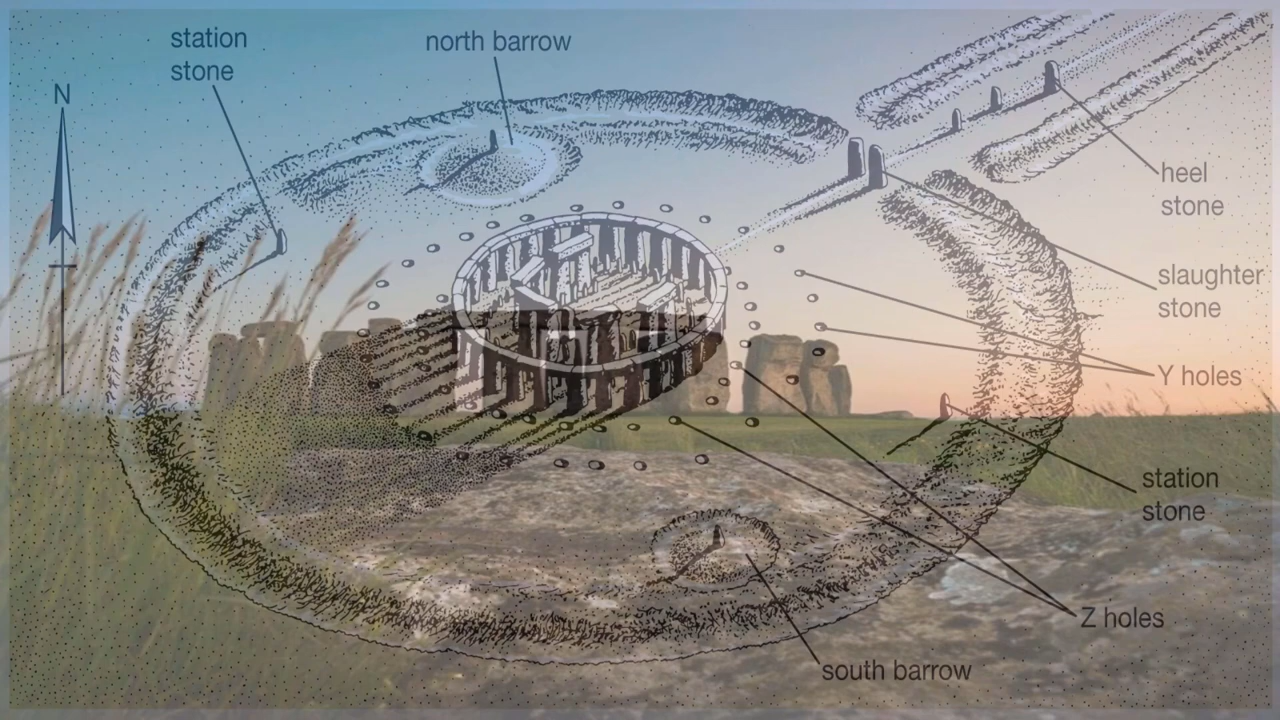 station
stone
north barrow
N
heel
stone
slaughter
stone
Y holes
station
stone
Z holes
south barrow